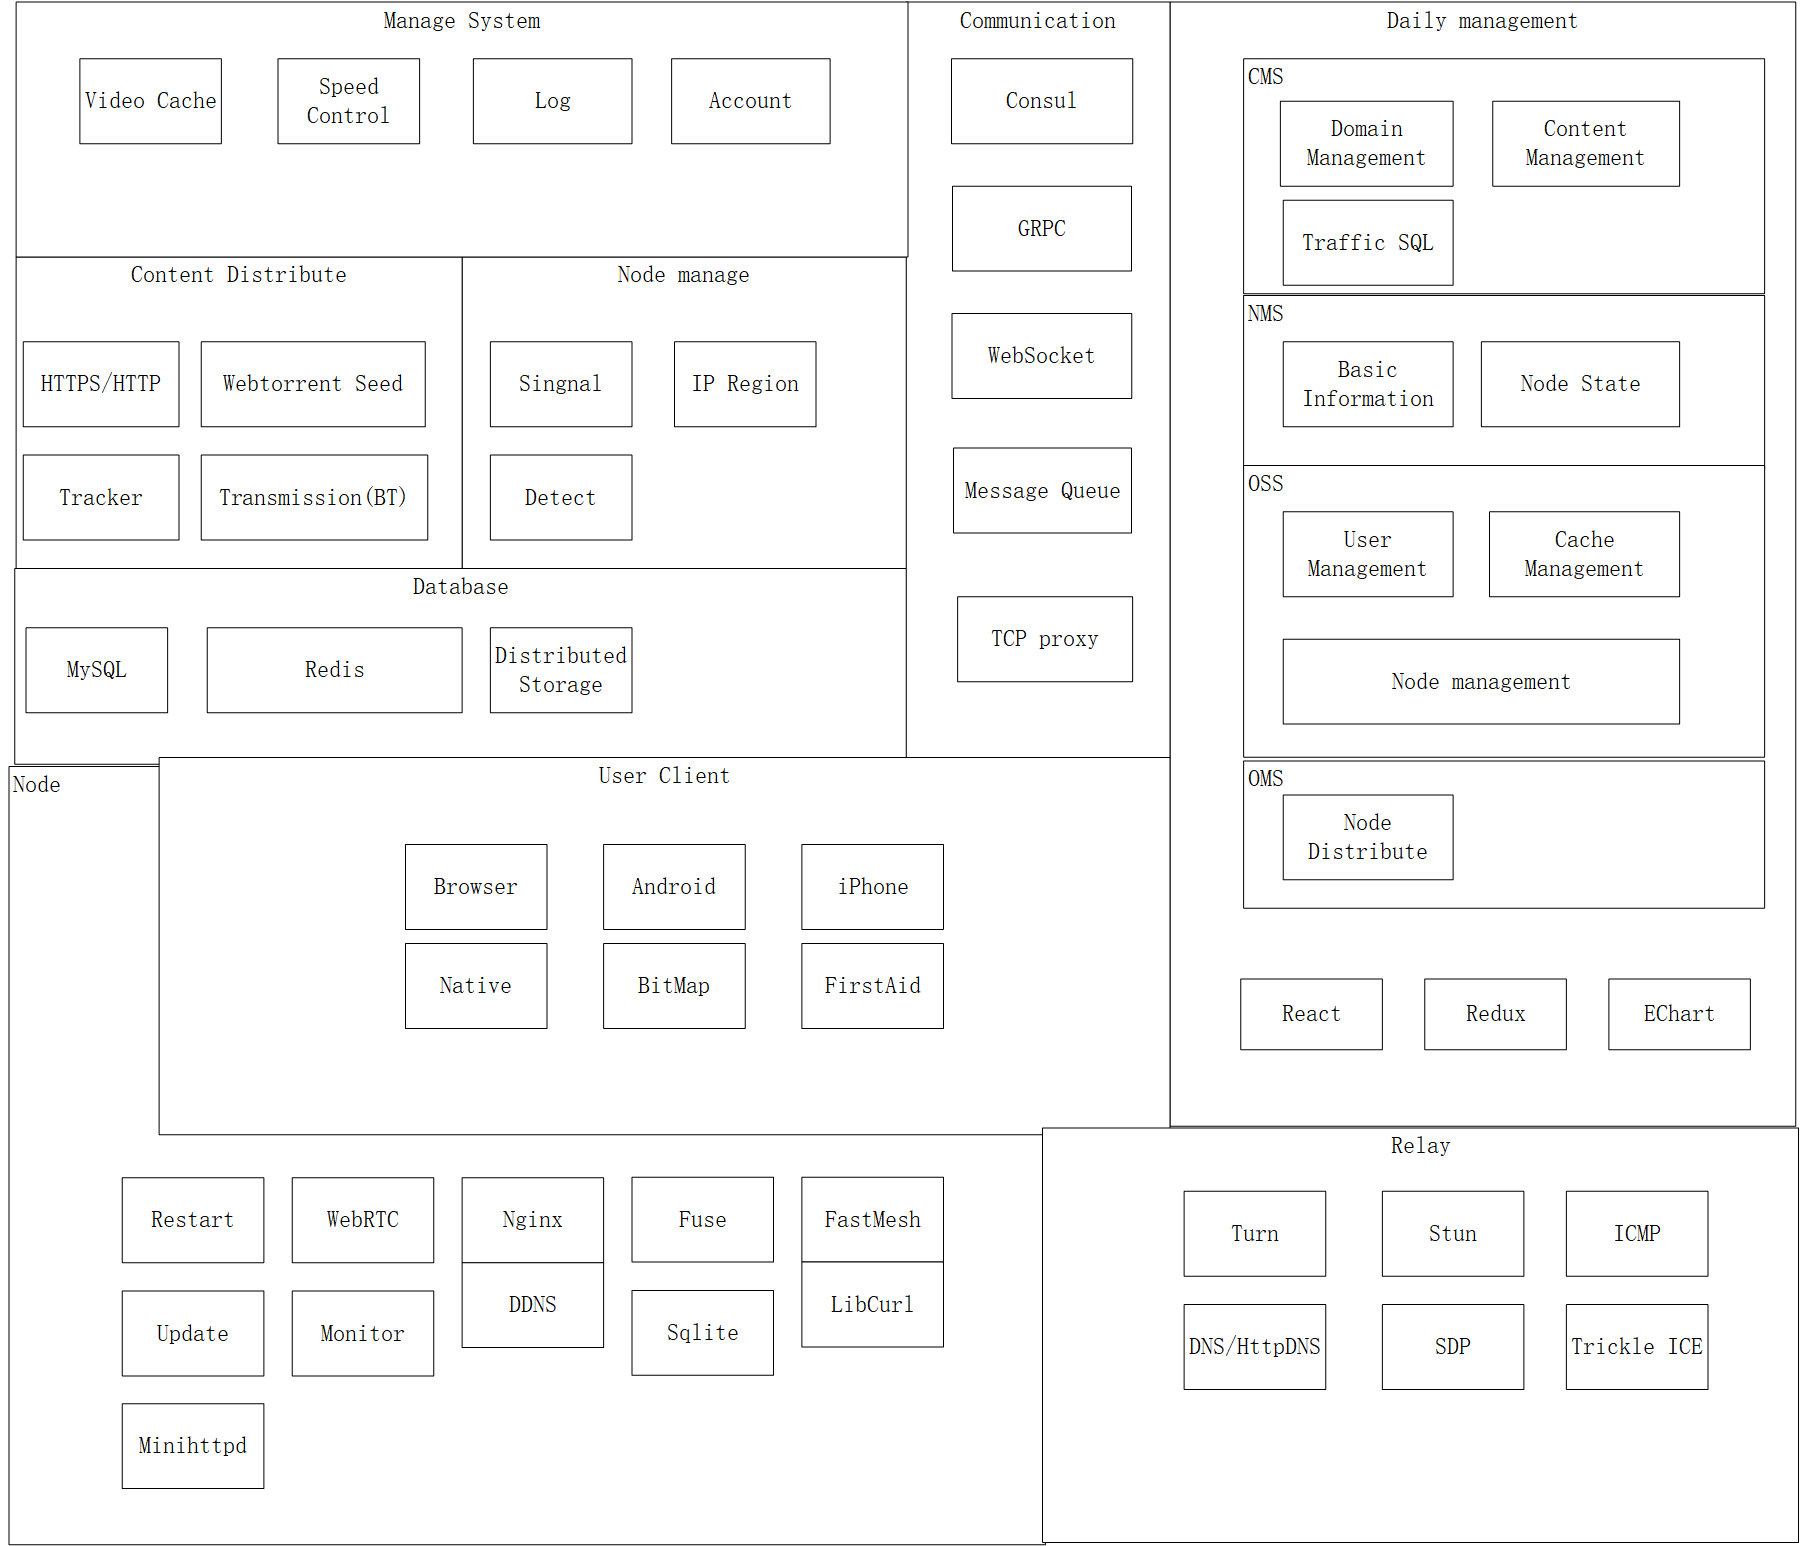 Manage System
Video Cache
Speed
Control
Log
Account
Content Distribute
HTTPS/HTTP
Webtorrent Seed
Tracker
Transmission(BT)
Node manage
Singnal
IP Region
Detect
Database
MySQL
Redis
Distributed
Storage
Communication
Consul
GRPC
WebSocket
Message Queue
TCP proxy
Daily management
CMS
Domain
Management
Content
Management
Traffic SQL
NMS
Basic
Information
Node State
OSS
User
Management
Cache
Management
Node management
OMS
Node
Distribute
React
Redux
EChart
User Client
Browser
Android
iPhone
Native
BitMap
FirstAid
Node
Restart
WebRTC
Nginx
Fuse
FastMesh
Update
Monitor
DDNS
Sqlite
LibCurl
Minihttpd
Relay
Turn
Stun
ICMP
DNS/HttpDNS
SDP
Trickle ICE